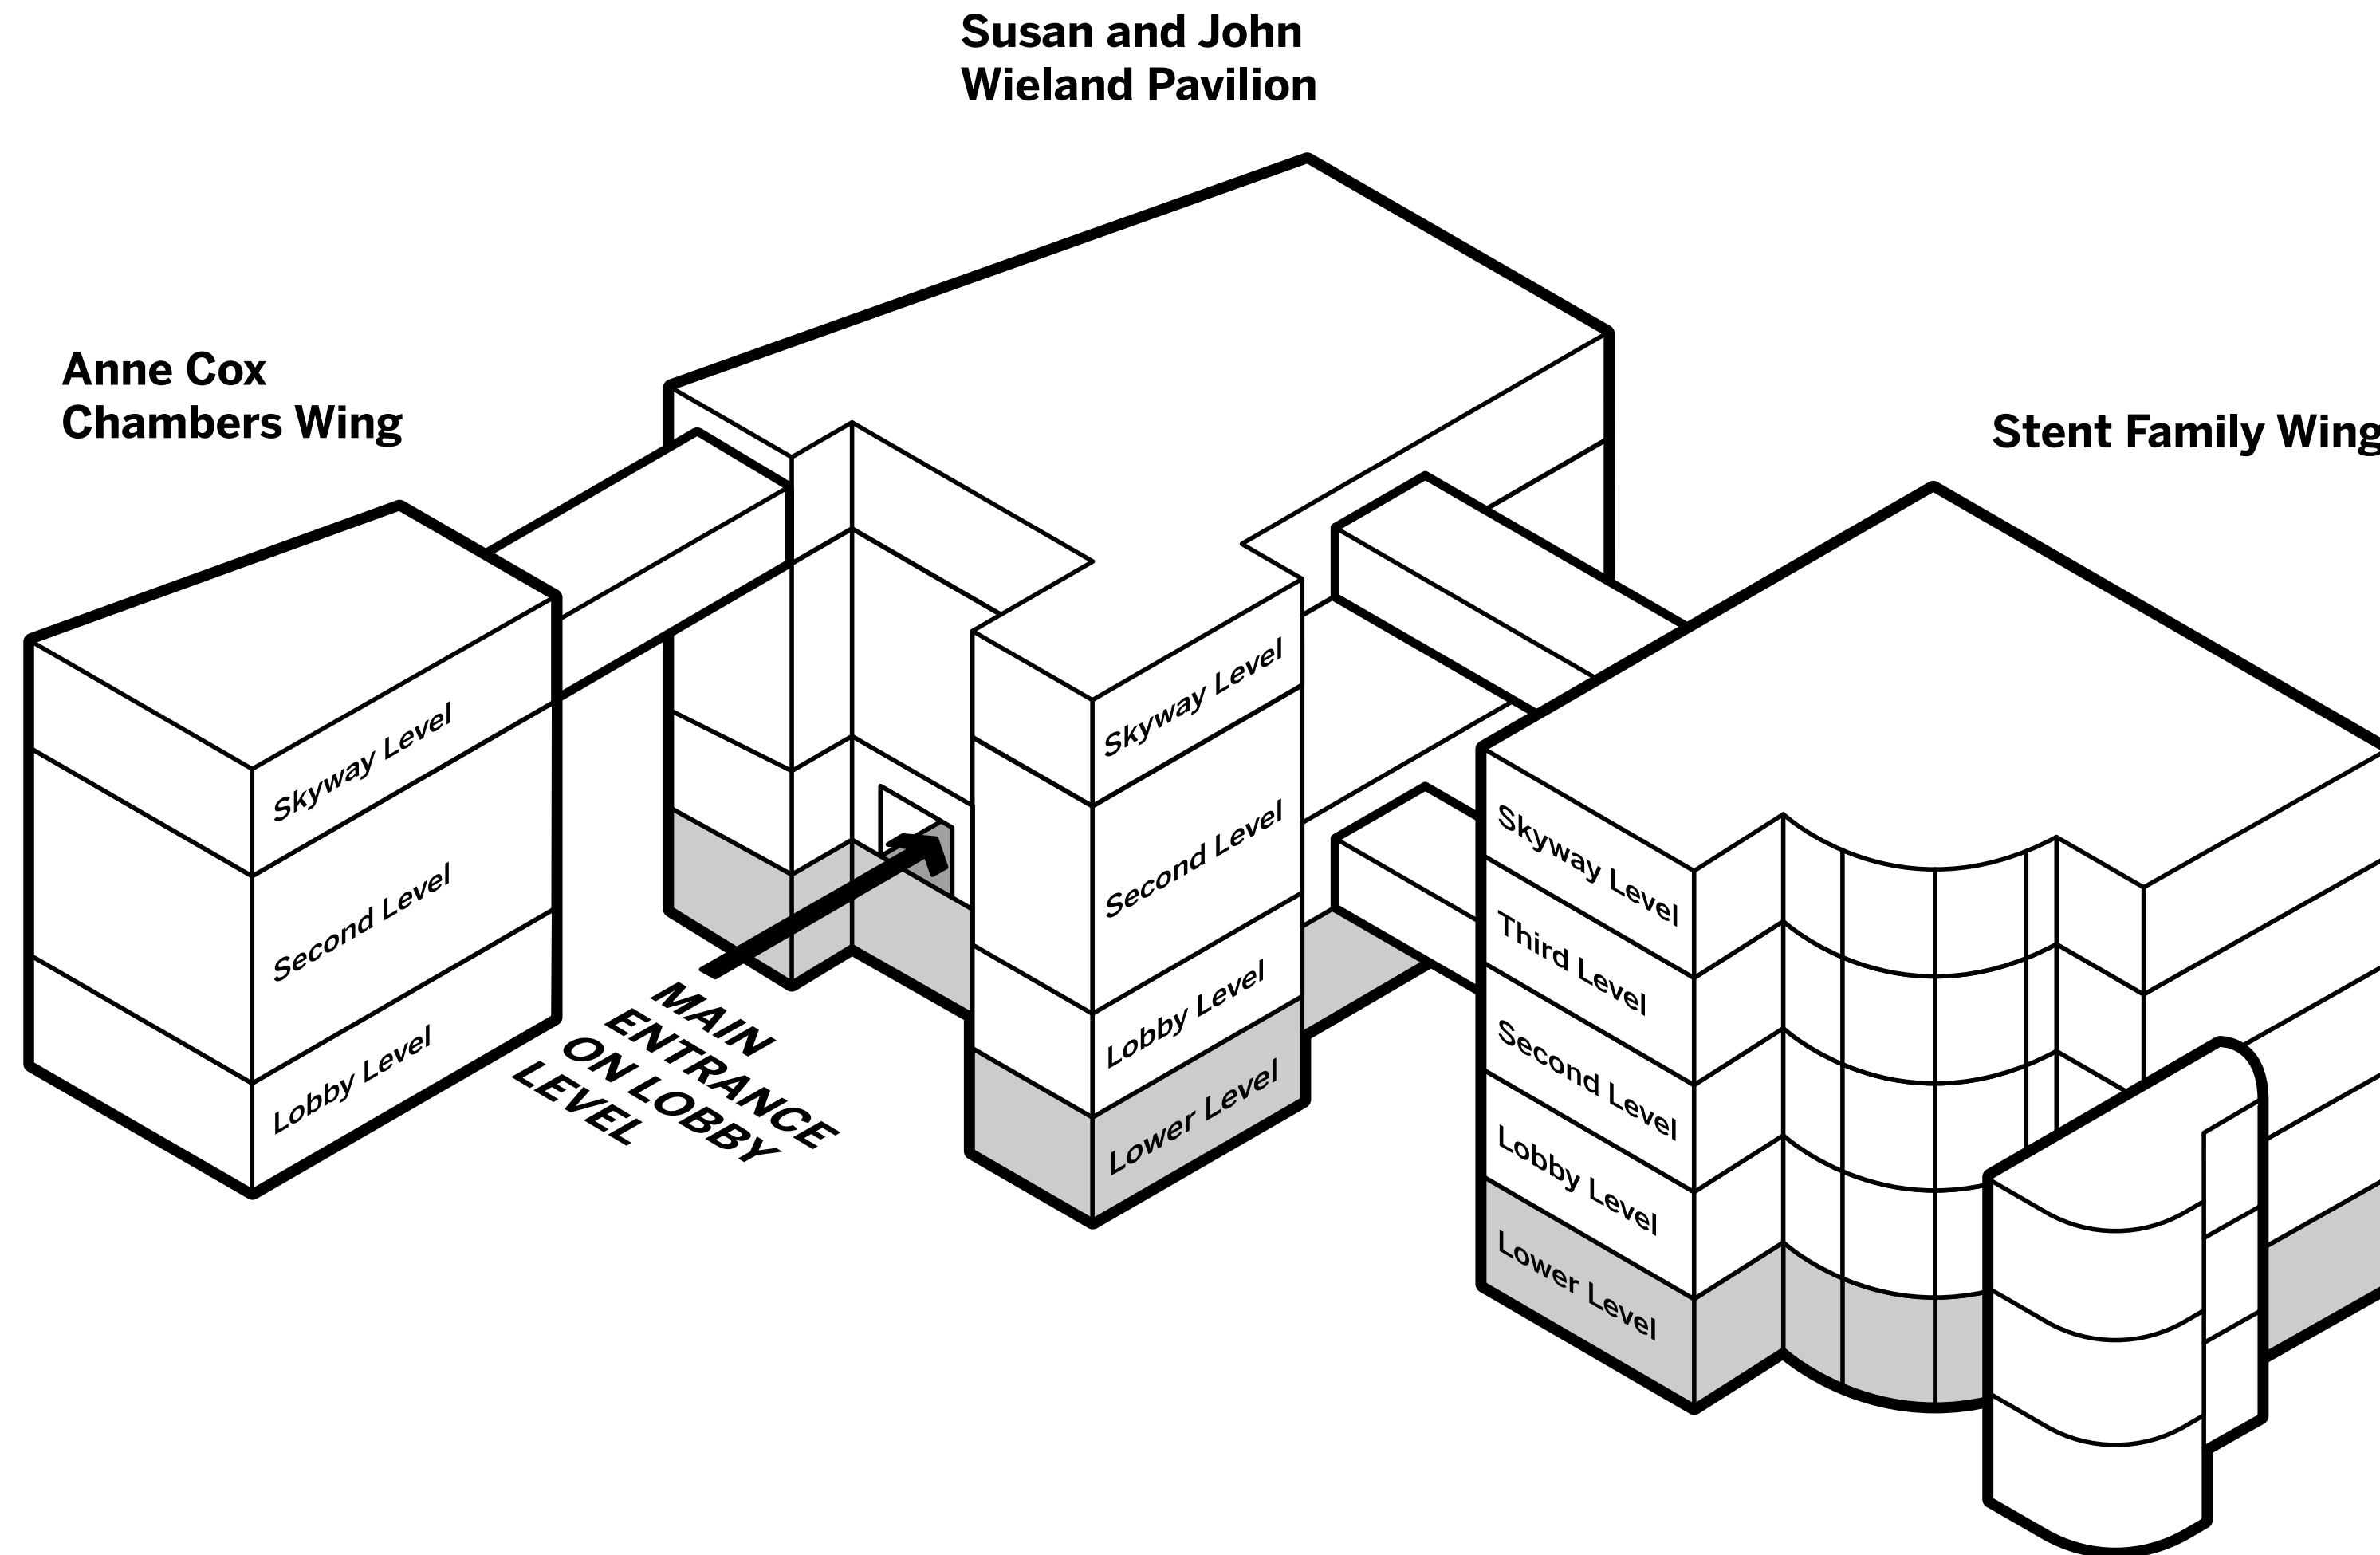 Susan and John
Wieland Pavilion
Anne Cox
Chambers Wing
Stent Family Wing
Skyway Level
Second Level
Lobby Level
MAIN
ENTRANCE
ON LOBBY
LEVEL
Skyway Level
Second Level
Lobby Level
Lower Level
Skyway Level
Third Level
Second Level
Lobby Level
Lower Level